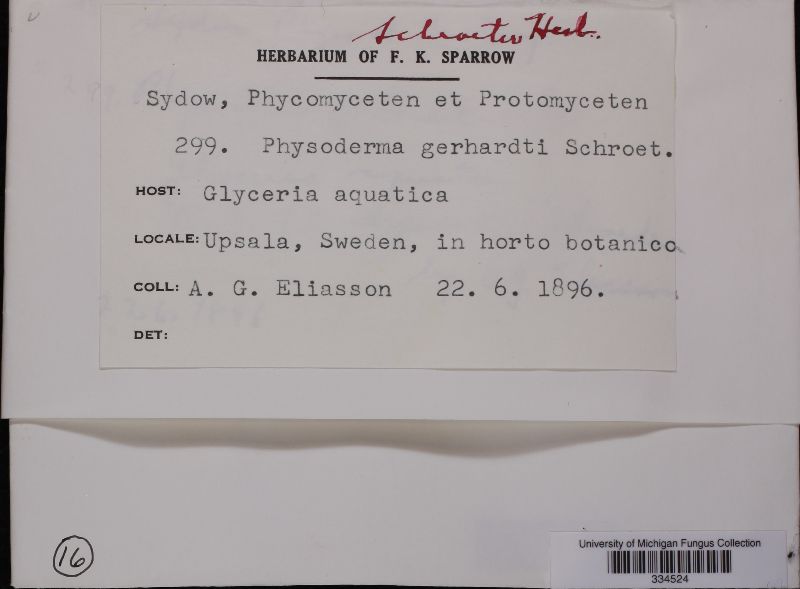 Schroeter Herb.
HERBARIUM OF F. K. SPARROW
Sydow, Phycomyceten et Protomyceten
299. Physoderma gerhardti Schroet.
HOST: Glyceria aquatica
LOCALE: Upsala, Sweden, in horto botanico
COLL: A. G. Eliasson 22. 6. 1896.
DET:
16
University of Michigan Fungus Collection
334524